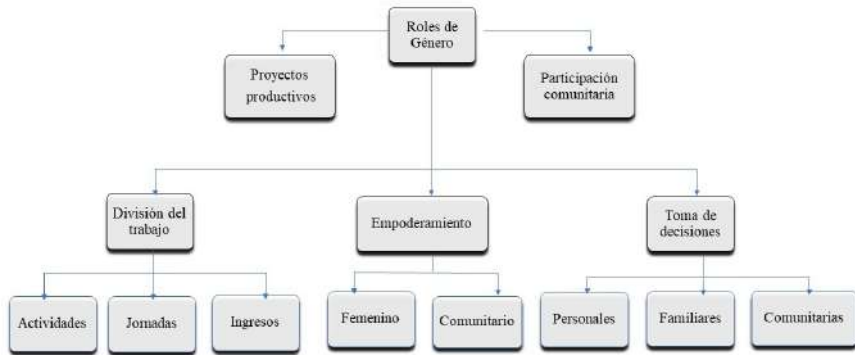 Roles de
Género
Proyectos
productivos
Participación
comunitaria
División del
trabajo
Empoderamiento
Toma de
decisiones
Actividades
Jornadas
Ingresos
Femenino
Comunitario
Personales
Familiares
Comunitarias